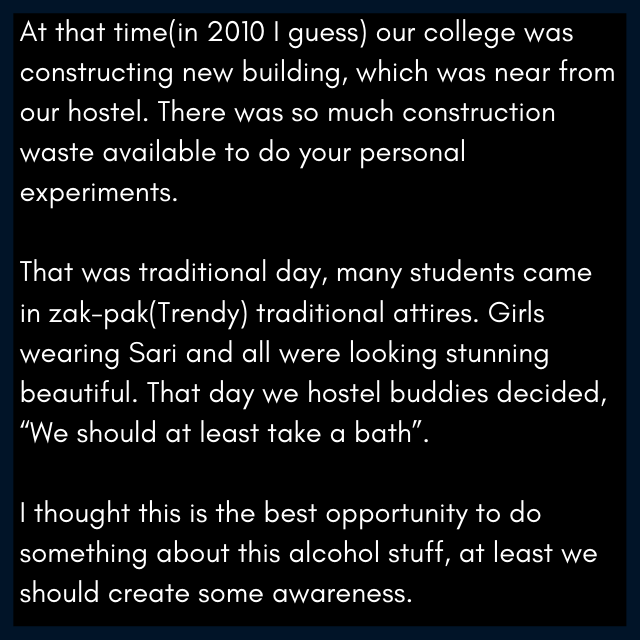 At that time(in 2010 I guess) our college was
constructing new building, which was near from
our hostel. There was so much construction
waste available to do your personal
experiments.
That was traditional day, many students came
in zak-pak(Trendy) traditional attires. Girls
wearing Sari and all were looking stunning
beautiful. That day we hostel buddies decided,
“We should at least take a bath”.
I thought this is the best opportunity to do
something about this alcohol stuff, at least we
should create some awareness.